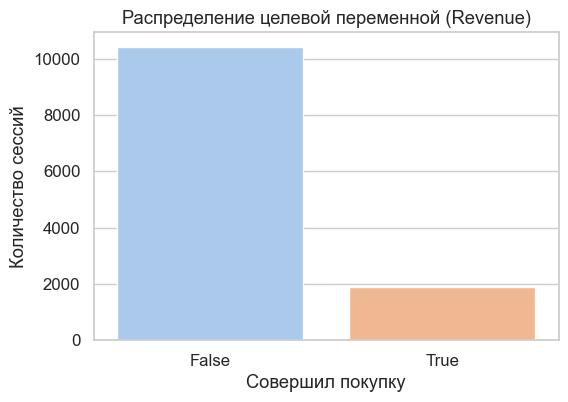 Распределение целевой переменной (Revenue)
10000
8000
6000
4000
2000
0
Количество сессий
False
True
Совершил покупку